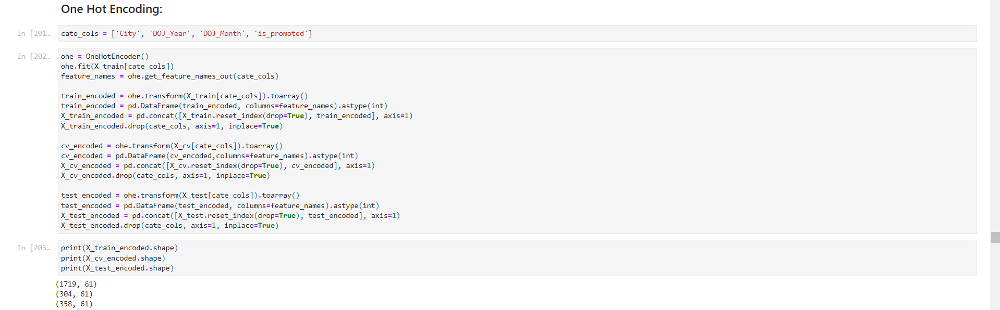 One Hot Encoding:
In [201…
cate_cols = ['City', 'DOJ_Year', 'DOJ_Month', 'is_promoted']
In [202…
ohe = OneHotEncoder()
ohe.fit(X_train[cate_cols])
feature_names = ohe.get_feature_names_out(cate_cols)
train_encoded = ohe.transform(X_train[cate_cols]).toarray()
train_encoded = pd.DataFrame(train_encoded, columns=feature_names).astype(int)
X_train_encoded = pd.concat([X_train.reset_index(drop=True), train_encoded], axis=1)
X_train_encoded.drop(cate_cols, axis=1, inplace=True)
cv_encoded = ohe.transform(X_cv[cate_cols]).toarray()
cv_encoded = pd.DataFrame(cv_encoded,columns=feature_names).astype(int)
X_cv_encoded = pd.concat([X_cv.reset_index(drop=True), cv_encoded], axis=1)
X_cv_encoded.drop(cate_cols, axis=1, inplace=True)
test_encoded = ohe.transform(X_test[cate_cols]).toarray()
test_encoded = pd.DataFrame(test_encoded, columns=feature_names).astype(int)
X_test_encoded = pd.concat([X_test.reset_index(drop=True), test_encoded], axis=1)
X_test_encoded.drop(cate_cols, axis=1, inplace=True)
In [203…
print(X_train_encoded.shape)
print(X_cv_encoded.shape)
print(X_test_encoded.shape)
(1719, 61)
(304, 61)
(358, 61)